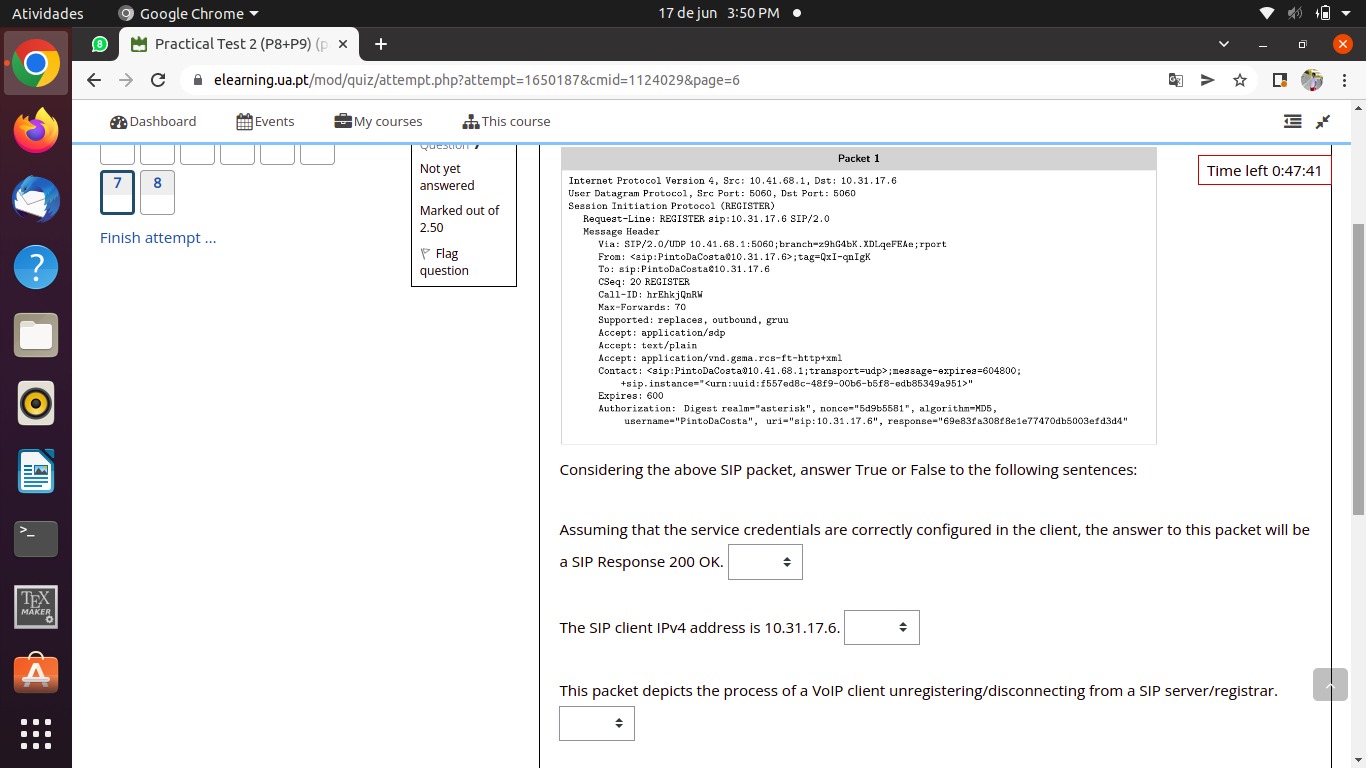 Atividades
Google Chrome
17 de jun 3:50 PM
Practical Test 2 (P8+P9) (p
elearning.ua.pt/mod/quiz/attempt.php?attempt=1650187&cmid=1124029&page=6
Dashboard
Events
My courses
This course
7
8
Finish attempt ...
Question 7
Not yet
answered
Marked out of
2.50
Flag
question
Time left 0:47:41
Packet 1
Internet Protocol Version 4, Src: 10.41.68.1, Dst: 10.31.17.6
User Datagram Protocol, Src Port: 5060, Dst Port: 5060
Session Initiation Protocol (REGISTER)
Request-Line: REGISTER sip:10.31.17.6 SIP/2.0
Message Header
Via: SIP/2.0/UDP 10.41.68.1:5060;branch=z9hG4bK.XDLqeFEAe;rport
From: <sip:PintoDaCosta@10.31.17.6>;tag=QxI-qnIgK
To: sip:PintoDaCosta@10.31.17.6
CSeq: 20 REGISTER
Call-ID: hrEhkjQnRW
Max-Forwards: 70
Supported: replaces, outbound, gruu
Accept: application/sdp
Accept: text/plain
Accept: application/vnd.gsma.rcs-ft-http+xml
Contact: <sip:PintoDaCosta@10.41.68.1;transport=udp>;message-expires=604800;
+sip.instance="<urn:uuid:f557ed8c-48f9-00b6-b5f8-edb85349a951>"
Expires: 600
Authorization: Digest realm="asterisk", nonce="5d9b5581", algorithm=MD5,
username="PintoDaCosta", uri="sip:10.31.17.6", response="69e83fa308f8e1e77470db5003efd3d4"
Considering the above SIP packet, answer True or False to the following sentences:
Assuming that the service credentials are correctly configured in the client, the answer to this packet will be
a SIP Response 200 OK.
The SIP client IPv4 address is 10.31.17.6.
This packet depicts the process of a VoIP client unregistering/disconnecting from a SIP server/registrar.
TEX
MAKER